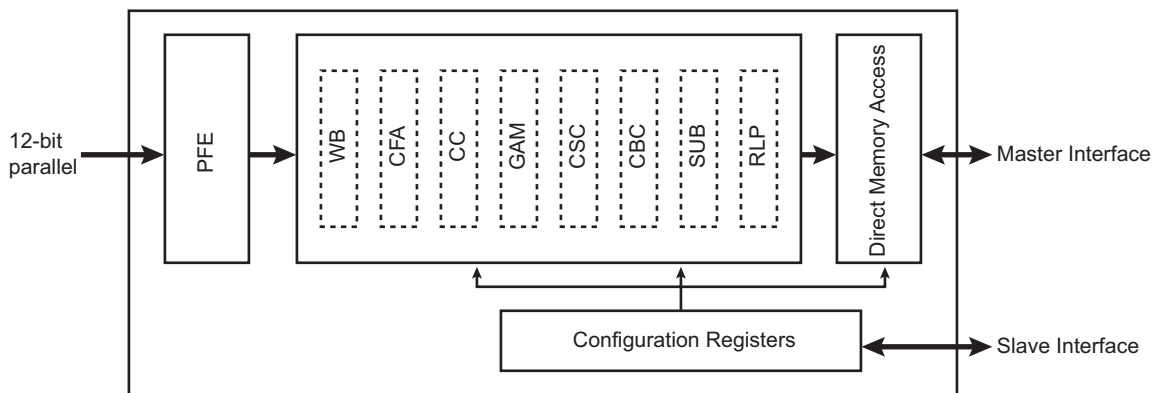 12-bit
parallel
PFE
WB
CFA
CC
GAM
CSC
CBC
SUB
RLP
Direct Memory Access
Master Interface
Configuration Registers
Slave Interface